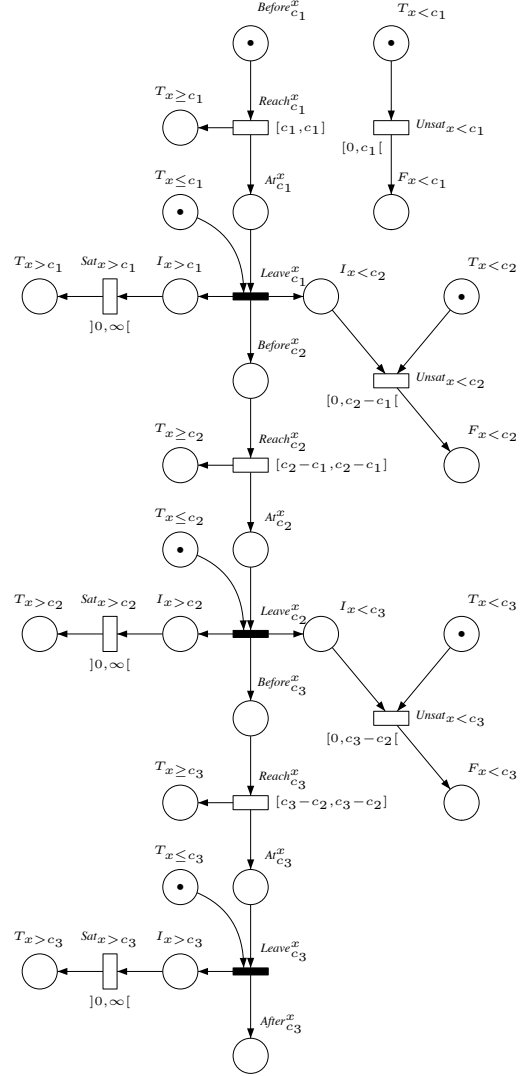 Before^x_{c_1} T_{x<c_1}
T_{x≥c_1} Reach^x_{c_1} [c_1,c_1] Unsat_{x<c_1} [0,c_1[
T_{x≤c_1} At^x_{c_1} F_{x<c_1}
T_{x>c_1} Sat_{x>c_1} I_{x>c_1} Leave^x_{c_1} I_{x<c_2} T_{x<c_2}
]0,∞[
Before^x_{c_2} Unsat_{x<c_2}
[0,c_2−c_1[
T_{x≥c_2} Reach^x_{c_2} F_{x<c_2}
[c_2−c_1,c_2−c_1]
T_{x≤c_2} At^x_{c_2}
T_{x>c_2} Sat_{x>c_2} I_{x>c_2} Leave^x_{c_2} I_{x<c_3} T_{x<c_3}
]0,∞[
Before^x_{c_3} Unsat_{x<c_3}
[0,c_3−c_2[
T_{x≥c_3} Reach^x_{c_3} F_{x<c_3}
[c_3−c_2,c_3−c_2]
T_{x≤c_3} At^x_{c_3}
T_{x>c_3} Sat_{x>c_3} I_{x>c_3} Leave^x_{c_3}
]0,∞[
After^x_{c_3}